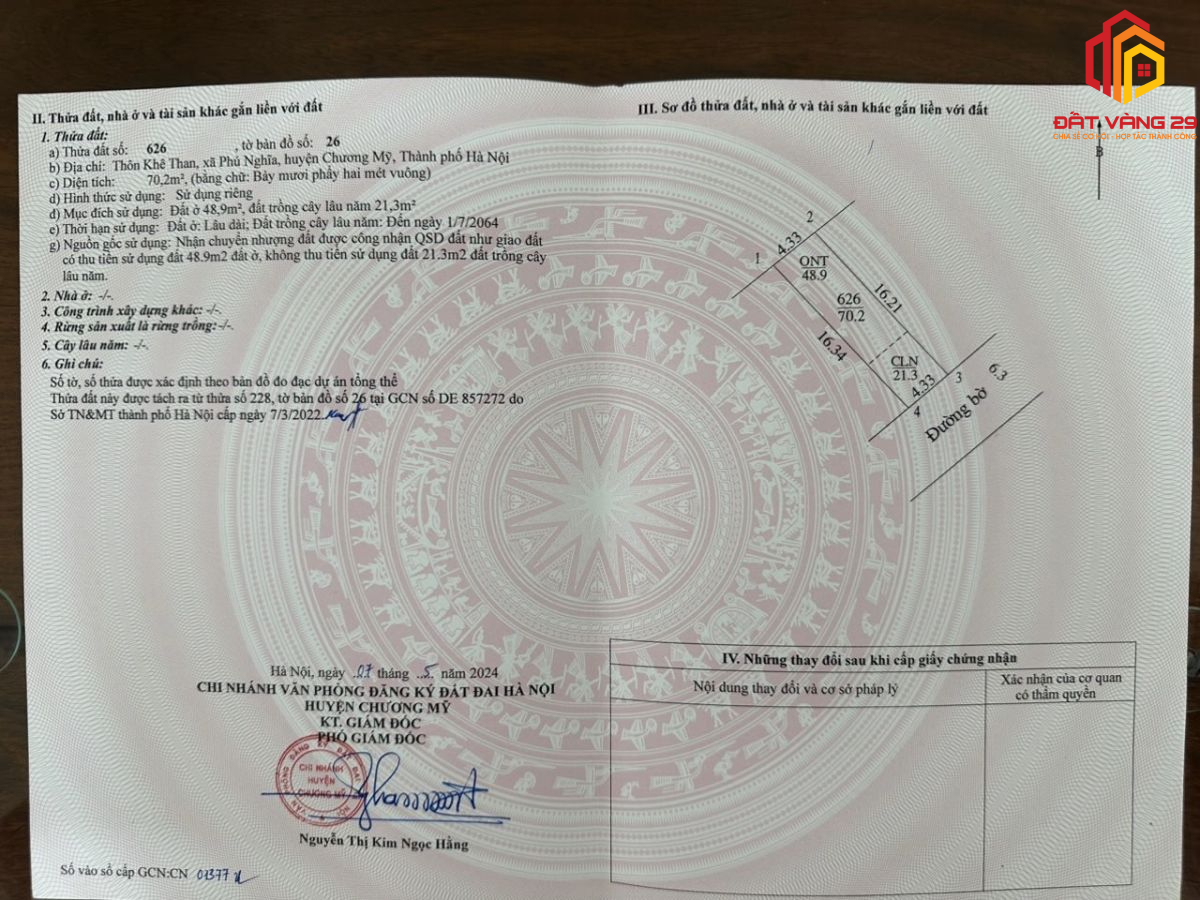 ĐẤT VÀNG 29
CHIA SẺ CƠ HỘI - HỢP TÁC THÀNH CÔNG
II. Thửa đất, nhà ở và tài sản khác gắn liền với đất
1. Thửa đất:
a) Thửa đất số: 626 , tờ bản đồ số: 26
b) Địa chỉ: Thôn Khê Than, xã Phú Nghĩa, huyện Chương Mỹ, Thành phố Hà Nội
c) Diện tích: 70,2m², (bằng chữ: Bảy mươi phẩy hai mét vuông)
d) Hình thức sử dụng: Sử dụng riêng
đ) Mục đích sử dụng: Đất ở 48,9m², đất trồng cây lâu năm 21,3m²
e) Thời hạn sử dụng: Đất ở: Lâu dài; Đất trồng cây lâu năm: Đến ngày 1/7/2064
g) Nguồn gốc sử dụng: Nhận chuyển nhượng đất được công nhận QSD đất như giao đất
có thu tiền sử dụng đất 48.9m2 đất ở, không thu tiền sử dụng đất 21.3m2 đất trồng cây
lâu năm.
2. Nhà ở: -/-.
3. Công trình xây dựng khác: -/-.
4. Rừng sản xuất là rừng trồng:-/-.
5. Cây lâu năm: -/-.
6. Ghi chú:
Số tờ, số thửa được xác định theo bản đồ đo đạc dự án tổng thể
Thửa đất này được tách ra từ thửa số 228, tờ bản đồ số 26 tại GCN số DE 857272 do
Sở TN&MT thành phố Hà Nội cấp ngày 7/3/2022.
Hà Nội, ngày 07 tháng 5 năm 2024
CHI NHÁNH VĂN PHÒNG ĐĂNG KÝ ĐẤT ĐAI HÀ NỘI
HUYỆN CHƯƠNG MỸ
KT. GIÁM ĐỐC
PHÓ GIÁM ĐỐC
CHI NHÁNH
HUYỆN
CHƯƠNG MỸ
Nguyễn Thị Kim Ngọc Hằng
Số vào sổ cấp GCN:CN 01377
III. Sơ đồ thửa đất, nhà ở và tài sản khác gắn liền với đất
B
1
4.33
2
ONT
48.9
626
70.2
16.21
16.34
CLN
21.3
4.33
3
4
6.3
Đường bờ
IV. Những thay đổi sau khi cấp giấy chứng nhận
Nội dung thay đổi và cơ sở pháp lý
Xác nhận của cơ quan
có thẩm quyền